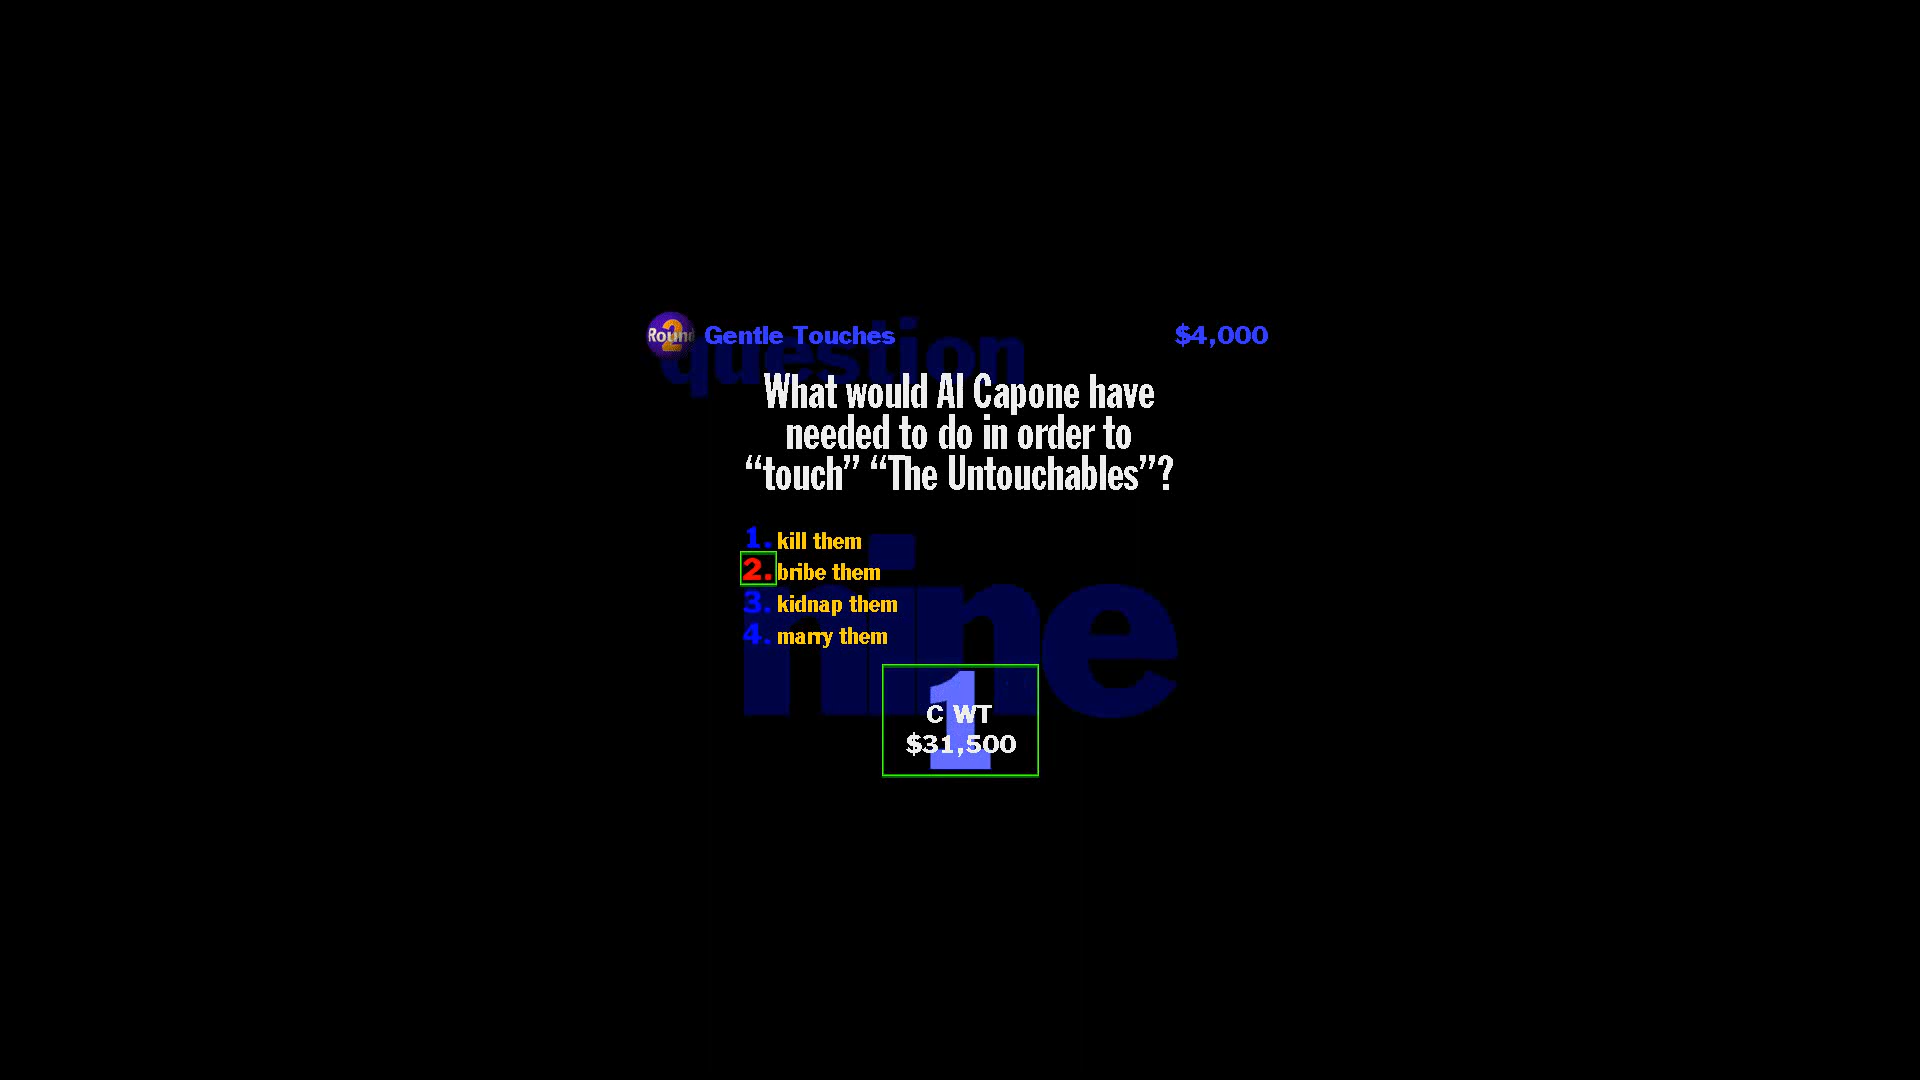 Round 2 Gentle Touches $4,000
question
What would Al Capone have
needed to do in order to
“touch” “The Untouchables”?
1. kill them
2. bribe them
3. kidnap them
4. marry them
nine
1
C WT
$31,500